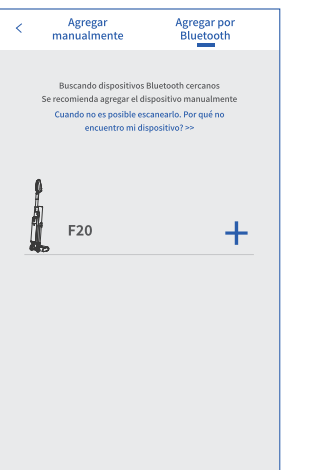 Agregar
manualmente
Agregar por
Bluetooth
Buscando dispositivos Bluetooth cercanos
Se recomienda agregar el dispositivo manualmente
Cuando no es posible escanearlo. Por qué no
encuentro mi dispositivo? >>
F20